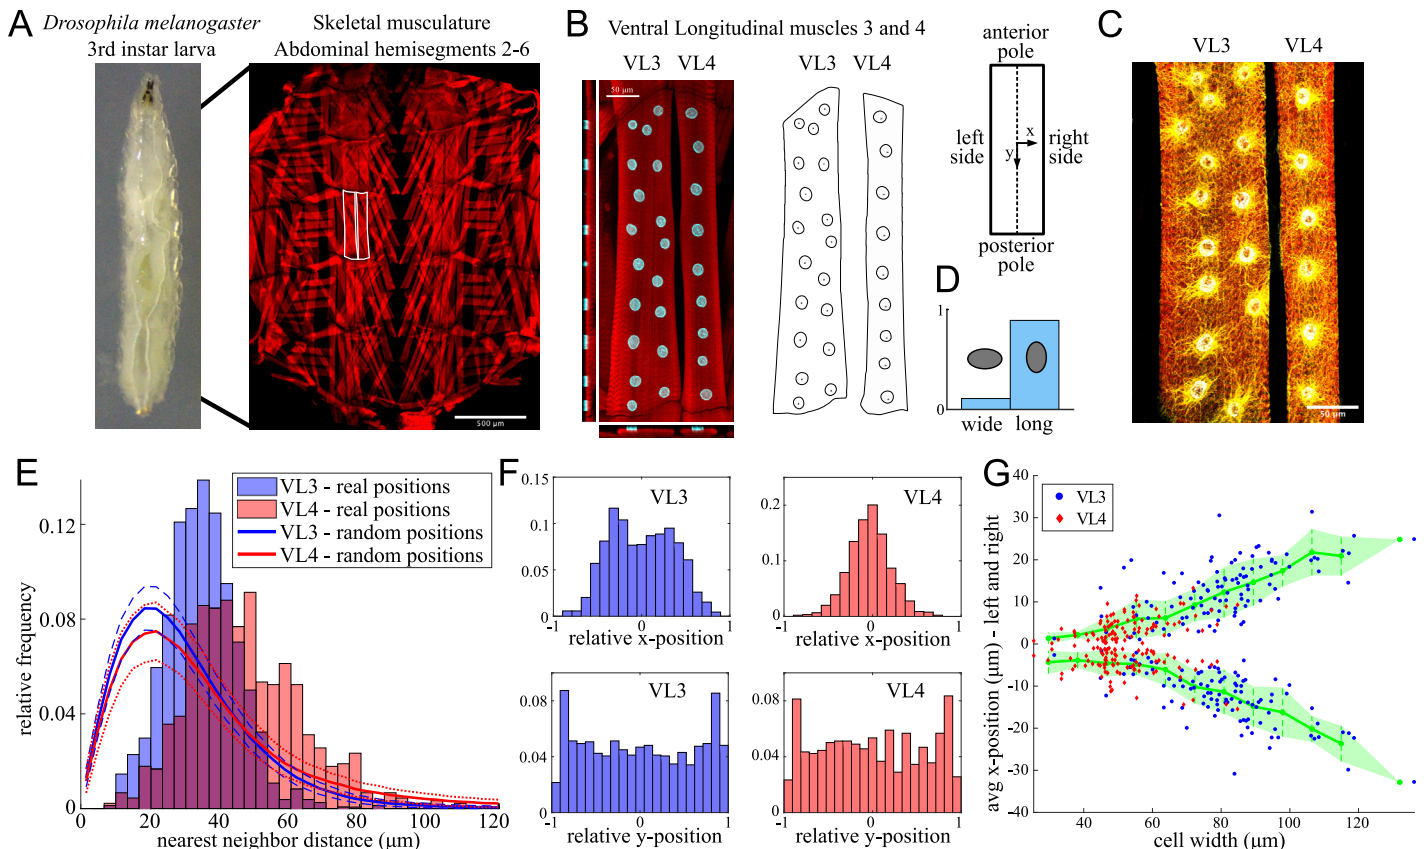 A
Drosophila melanogaster
3rd instar larva
Skeletal musculature
Abdominal hemisegments 2-6
500 µm
B
Ventral Longitudinal muscles 3 and 4
VL3
VL4
50 µm
VL3
VL4
anterior
pole
left
side
x
y
right
side
posterior
pole
C
VL3
VL4
50 µm
D
1
0
wide
long
E
VL3 - real positions
VL4 - real positions
VL3 - random positions
VL4 - random positions
relative frequency
0.12
0.08
0.04
0
0
20
40
60
80
100
120
nearest neighbor distance (µm)
F
VL3
0.15
0.1
0.05
0
-1
0
1
relative x-position
VL4
0.2
0.1
0
-1
0
1
relative x-position
VL3
0.08
0.04
0
-1
0
1
relative y-position
VL4
0.08
0.04
0
-1
0
1
relative y-position
G
VL3
VL4
avg x-position (µm) - left and right
40
30
20
10
0
-10
-20
-30
-40
40
60
80
100
120
cell width (µm)